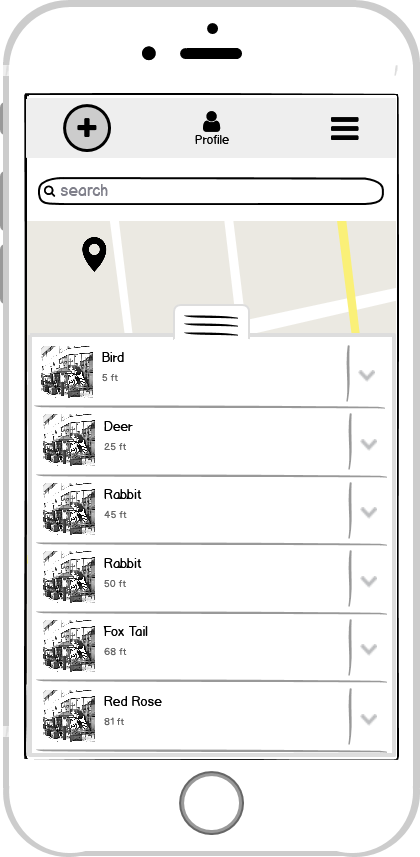 Profile
search
Bird
5 ft
Deer
25 ft
Rabbit
45 ft
Rabbit
50 ft
Fox Tail
68 ft
Red Rose
81 ft